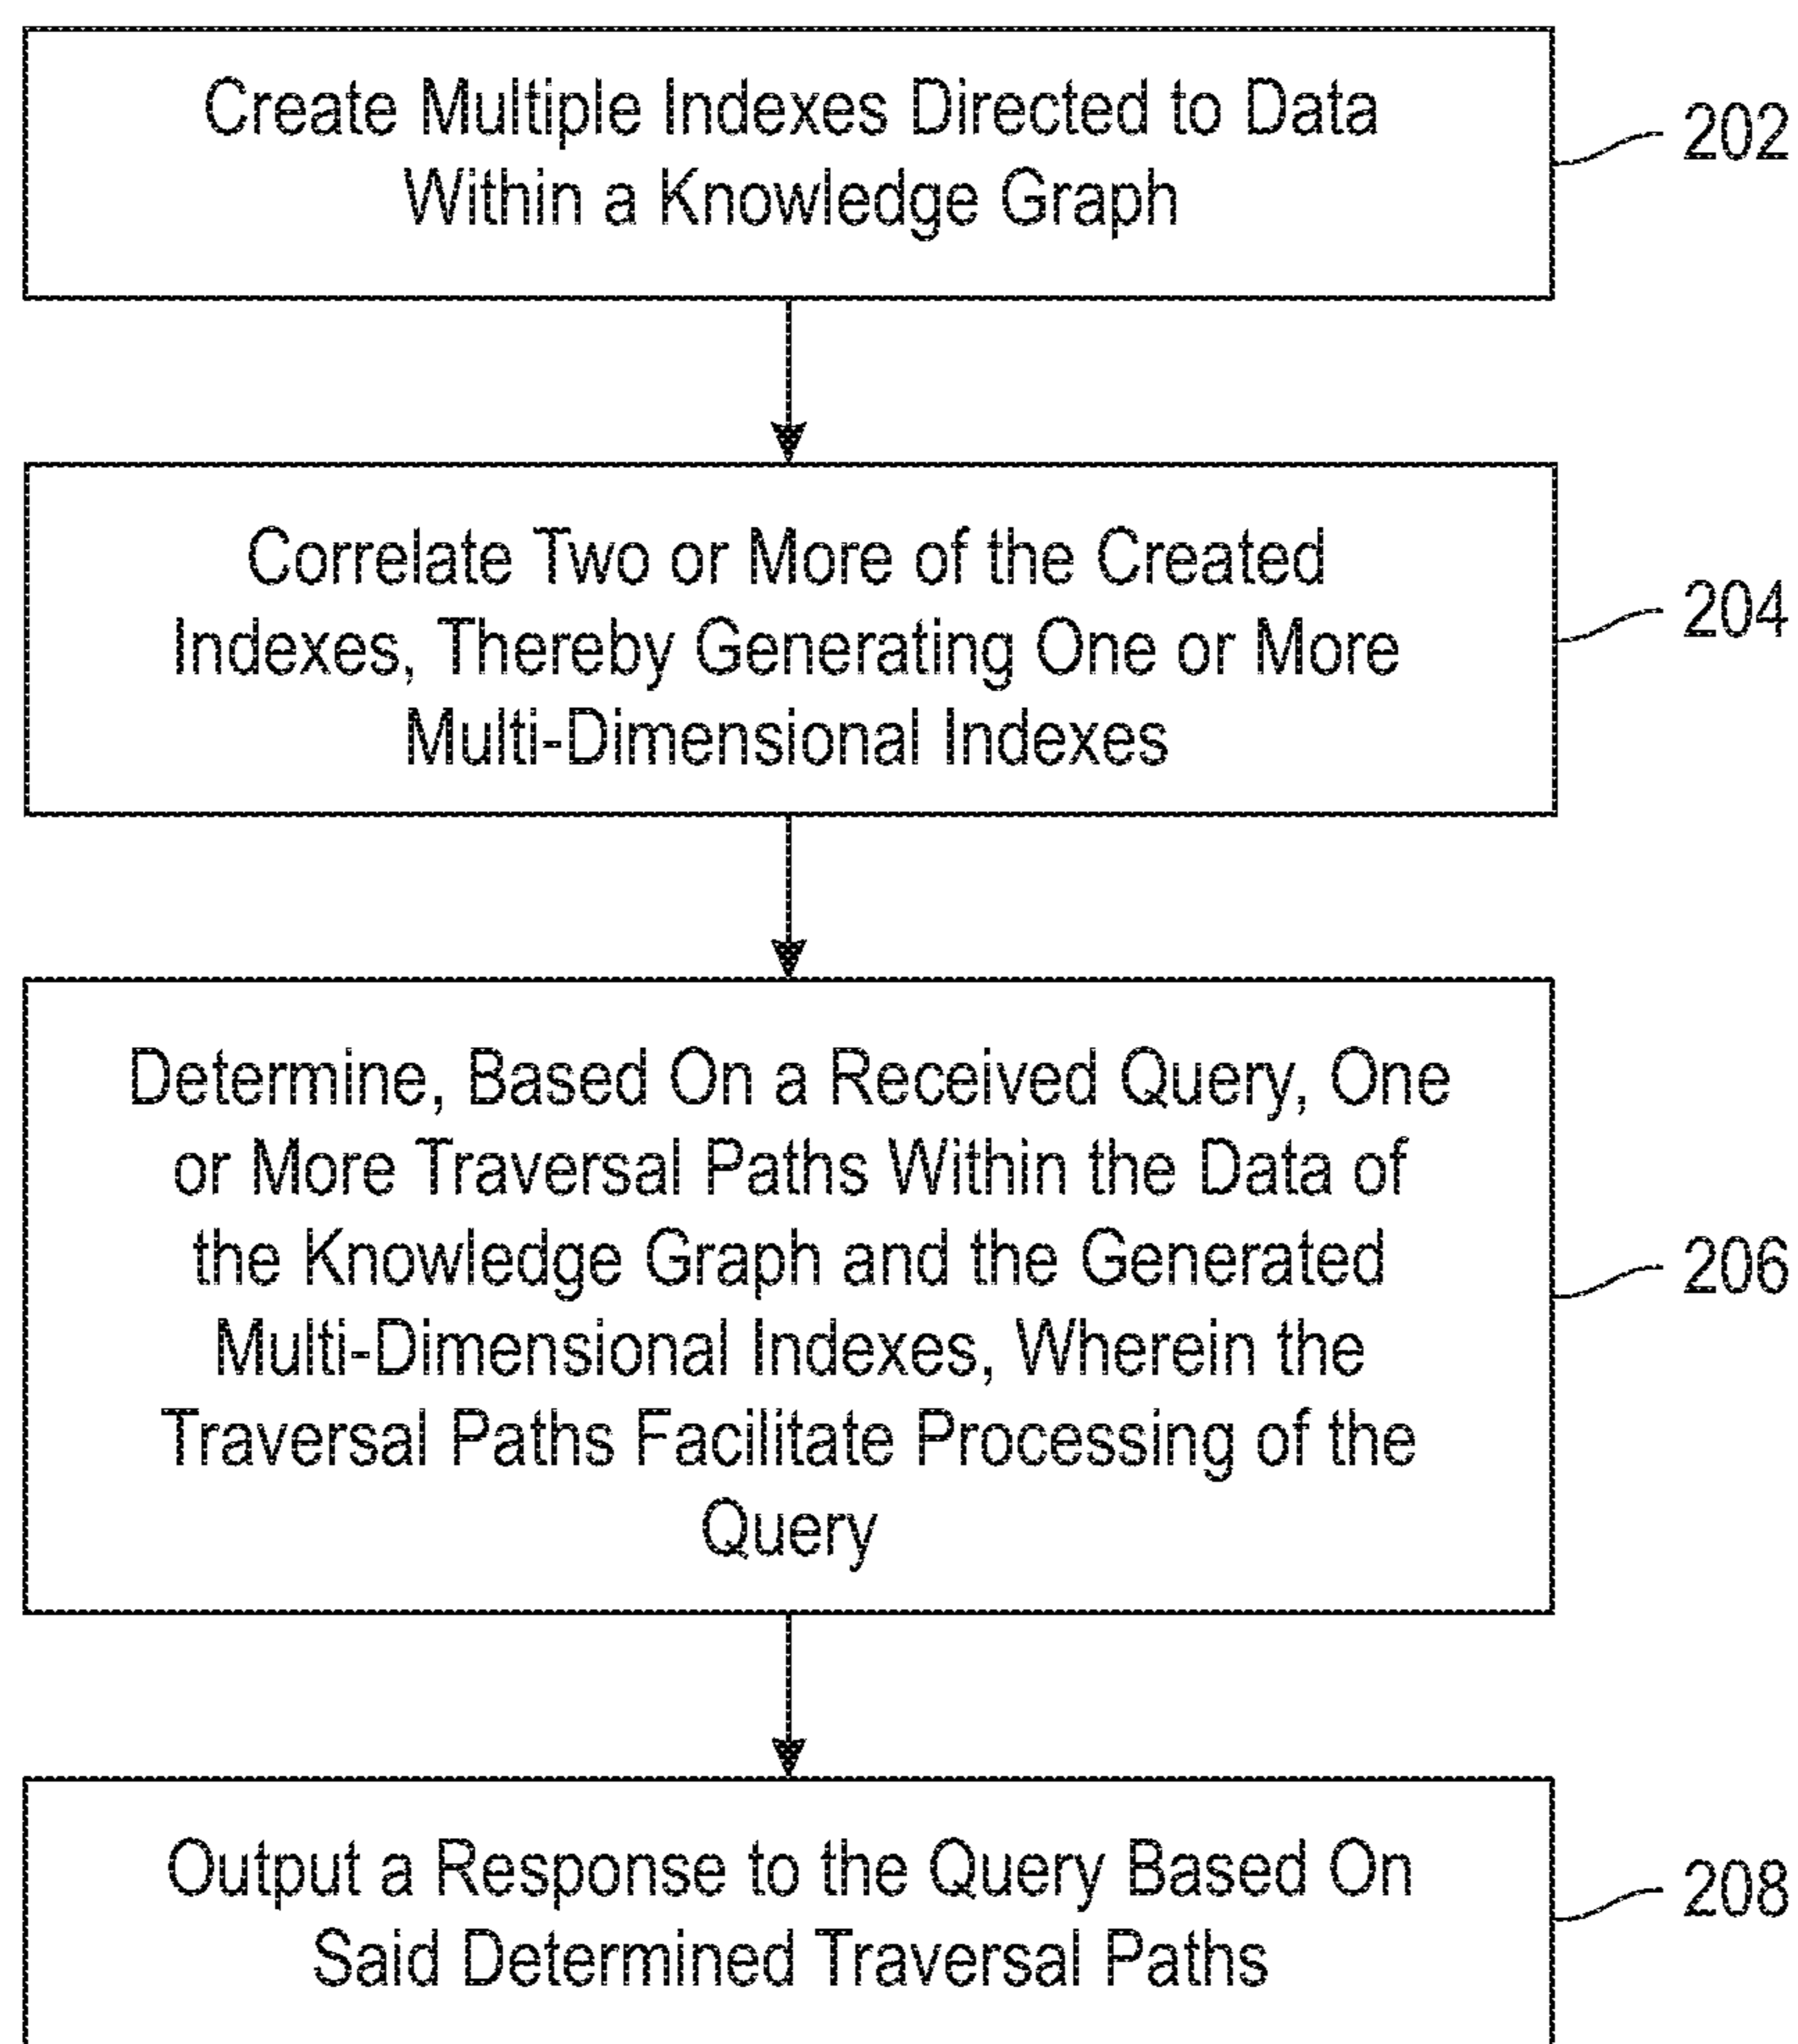 Create Multiple Indexes Directed to Data
Within a Knowledge Graph
202
Correlate Two or More of the Created
Indexes, Thereby Generating One or More
Multi-Dimensional Indexes
204
Determine, Based On a Received Query, One
or More Traversal Paths Within the Data of
the Knowledge Graph and the Generated
Multi-Dimensional Indexes, Wherein the
Traversal Paths Facilitate Processing of the
Query
206
Output a Response to the Query Based On
Said Determined Traversal Paths
208